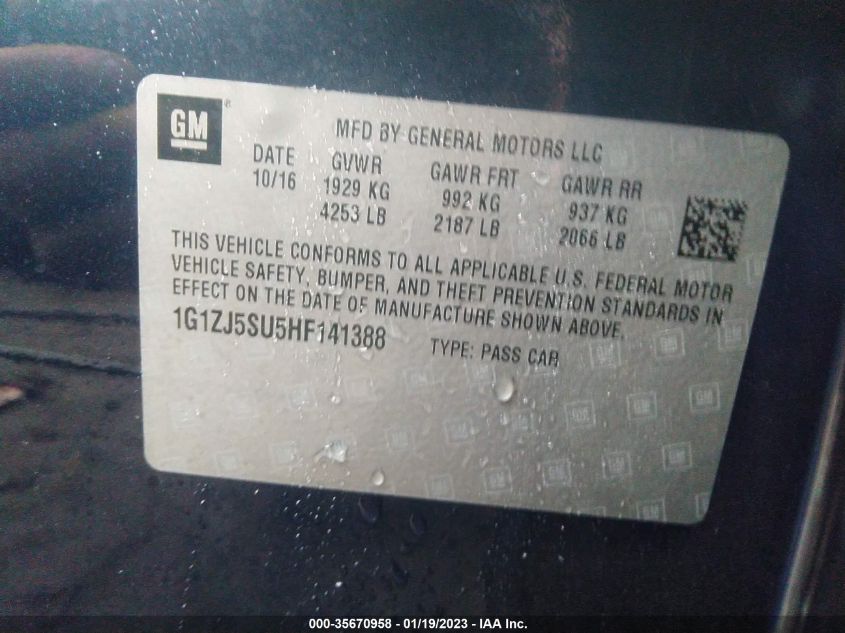 GM ®
MFD BY GENERAL MOTORS LLC
DATE GVWR GAWR FRT GAWR RR
10/16 1929 KG 992 KG 937 KG
4253 LB 2187 LB 2066 LB
THIS VEHICLE CONFORMS TO ALL APPLICABLE U.S. FEDERAL MOTOR
VEHICLE SAFETY, BUMPER, AND THEFT PREVENTION STANDARDS IN
EFFECT ON THE DATE OF MANUFACTURE SHOWN ABOVE.
1G1ZJ5SU5HF141388 TYPE: PASS CAR
000-35670958 - 01/19/2023 - IAA Inc.